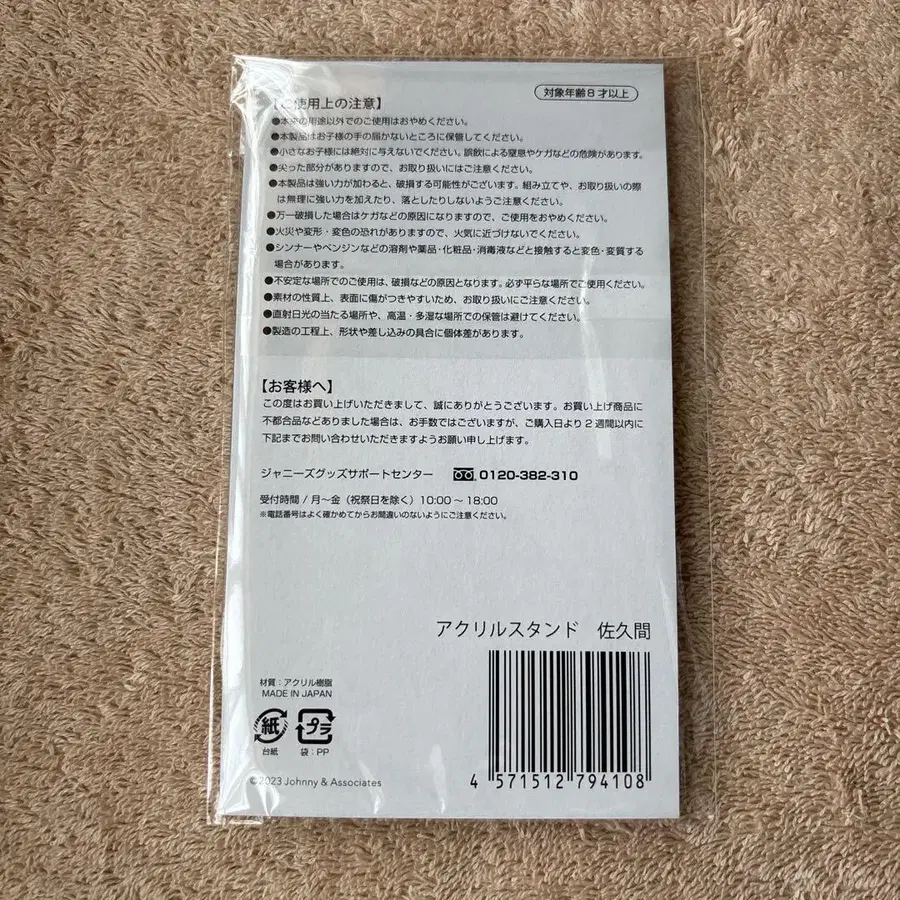 対象年齢8才以上
【ご使用上の注意】
●本来の用途以外でのご使用はおやめください。
●本製品はお子様の手の届かないところに保管してください。
●小さなお子様には絶対に与えないでください。誤飲による窒息やケガなどの危険があります。
●尖った部分がありますので、お取り扱いにはご注意ください。
●本製品は強い力が加わると、破損する可能性がございます。組み立てや、お取り扱いの際
は無理に強い力を加えたり、落としたりしないようご注意ください。
●万一破損した場合はケガなどの原因になりますので、ご使用をおやめください。
●火災や変形・変色の恐れがありますので、火気に近づけないでください。
●シンナーやベンジンなどの溶剤や薬品・化粧品・消毒液などと接触すると変色・変質する
場合があります。
●不安定な場所でのご使用は、破損などの原因となります。必ず平らな場所でご使用ください。
●素材の性質上、表面に傷がつきやすいため、お取り扱いにご注意ください。
●直射日光の当たる場所や、高温・多湿な場所での保管は避けてください。
●製造の工程上、形状や差し込みの具合に個体差があります。
【お客様へ】
この度はお買い上げいただきまして、誠にありがとうございます。お買い上げ商品に
不都合品などありました場合は、お手数ではございますが、ご購入日より2週間以内に
下記までお問い合わせいただきますようお願い申し上げます。
ジャニーズグッズサポートセンター 0120-382-310
受付時間/月〜金（祝祭日を除く）10:00〜18:00
※電話番号はよく確かめてからお間違いのないようにご注意ください。
アクリルスタンド 佐久間
材質：アクリル樹脂
MADE IN JAPAN
紙 プラ
台紙 袋：PP
©2023 Johnny & Associates
4 571512 794108